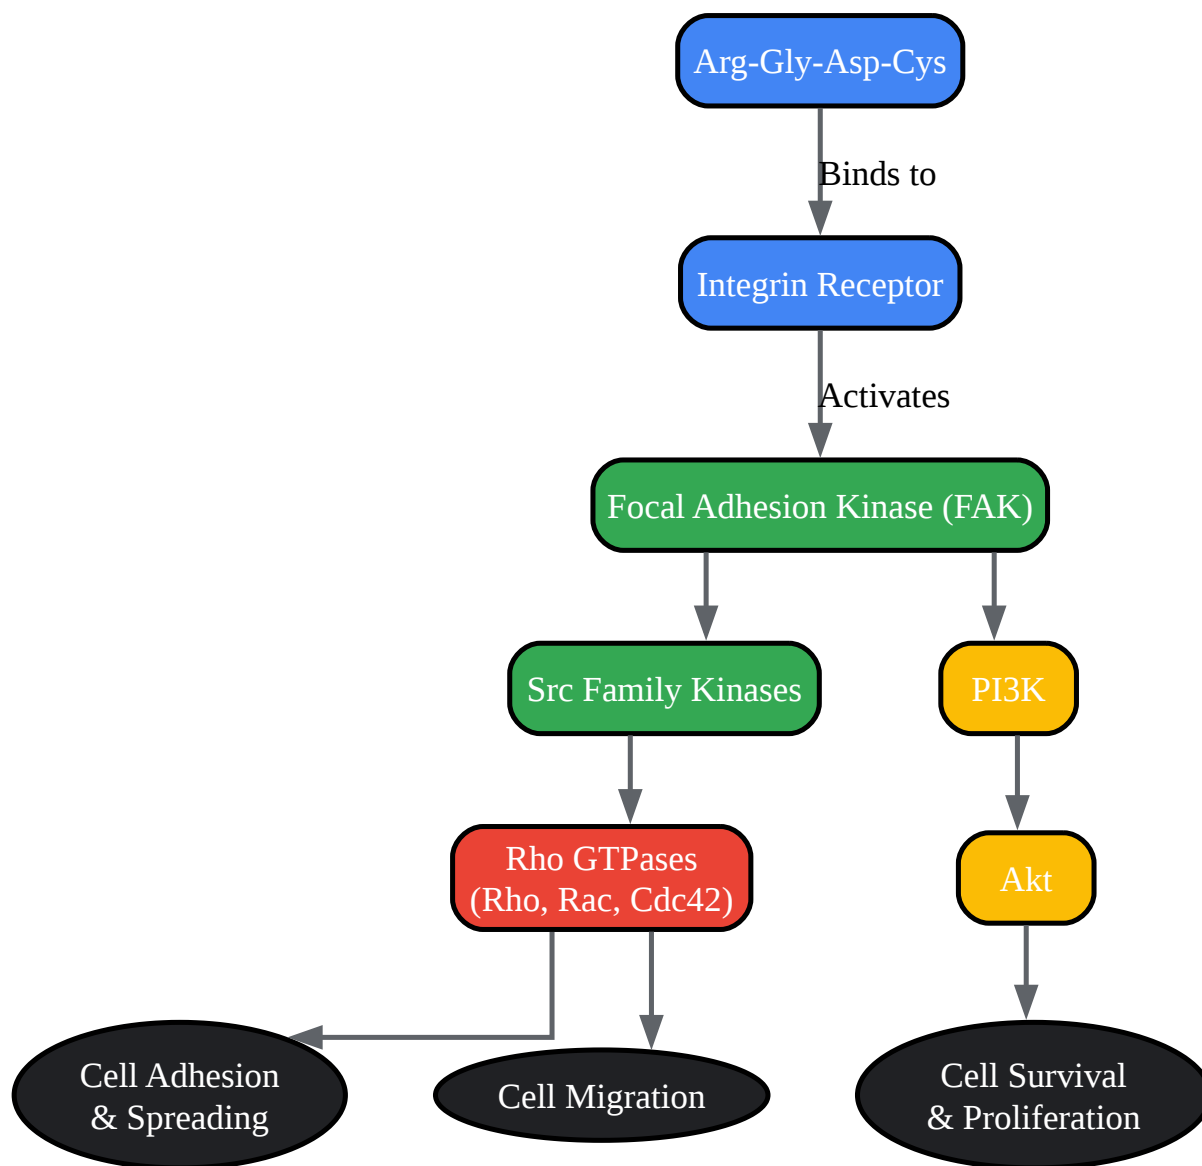 Arg-Gly-Asp-Cys
Binds to
Integrin Receptor
Activates
Focal Adhesion Kinase (FAK)
Src Family Kinases
PI3K
Rho GTPases
(Rho, Rac, Cdc42)
Akt
Cell Adhesion
& Spreading
Cell Migration
Cell Survival
& Proliferation